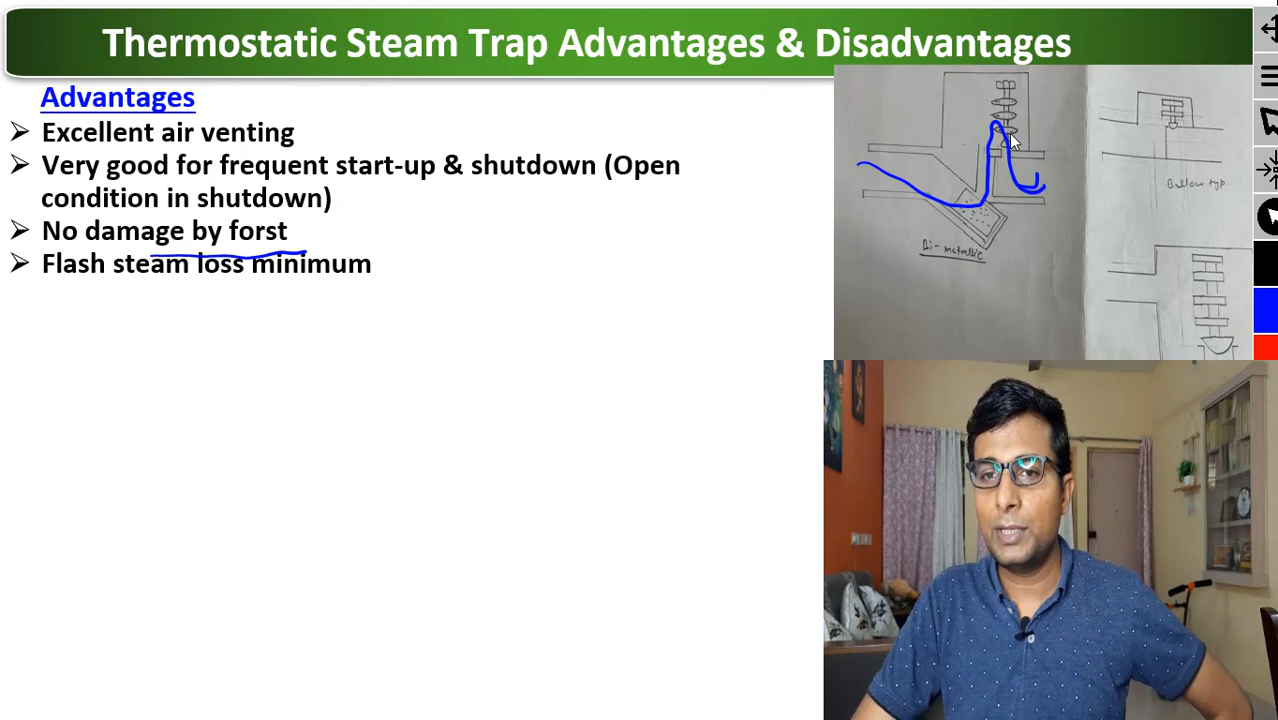 Thermostatic Steam Trap Advantages & Disadvantages
Advantages
➢ Excellent air venting
➢ Very good for frequent start-up & shutdown (Open
condition in shutdown)
➢ No damage by forst
➢ Flash steam loss minimum
Bi-metallic
Bellow typ.